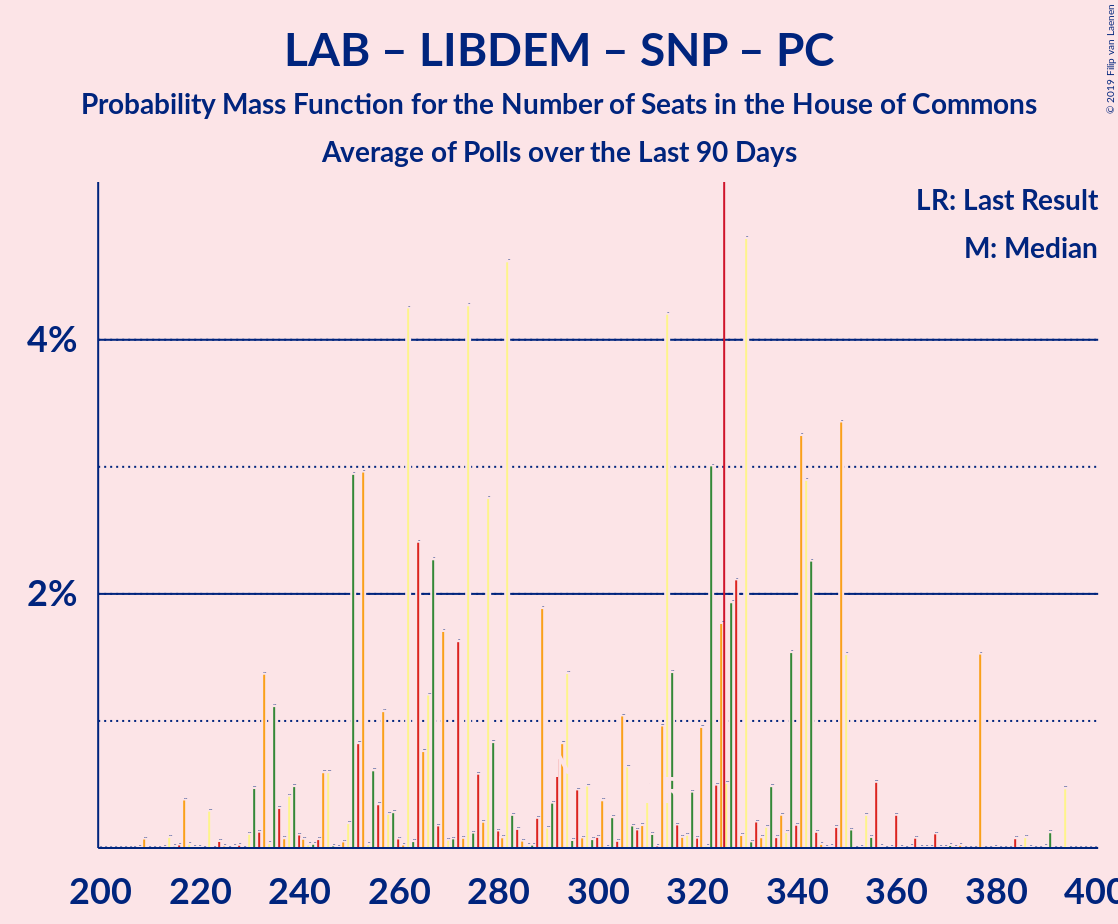 LAB – LIBDEM – SNP – PC
Probability Mass Function for the Number of Seats in the House of Commons
Average of Polls over the Last 90 Days
© 2019 Filip van Laenen
LR: Last Result
M: Median
4%
2%
200 220 240 260 280 300 320 340 360 380 400